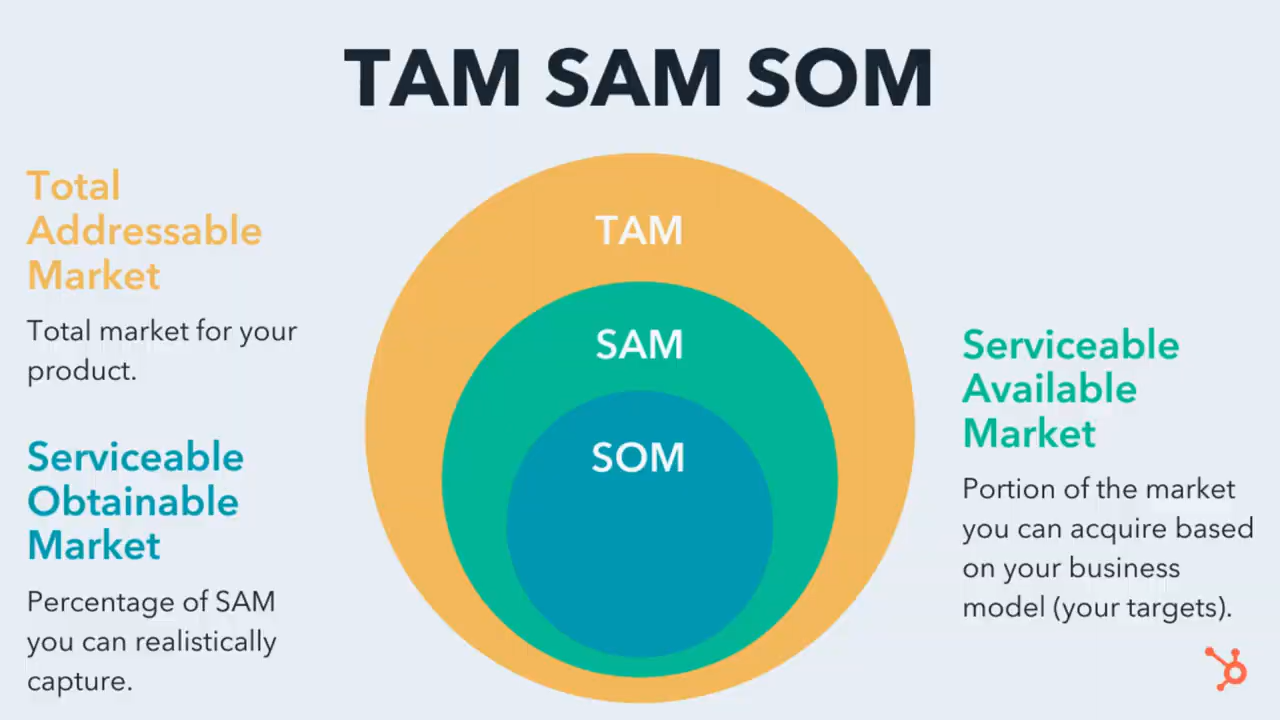 TAM SAM SOM
Total
Addressable
Market
Total market for your
product.
Serviceable
Obtainable
Market
Percentage of SAM
you can realistically
capture.
TAM
SAM
SOM
Serviceable
Available
Market
Portion of the market
you can acquire based
on your business
model (your targets).